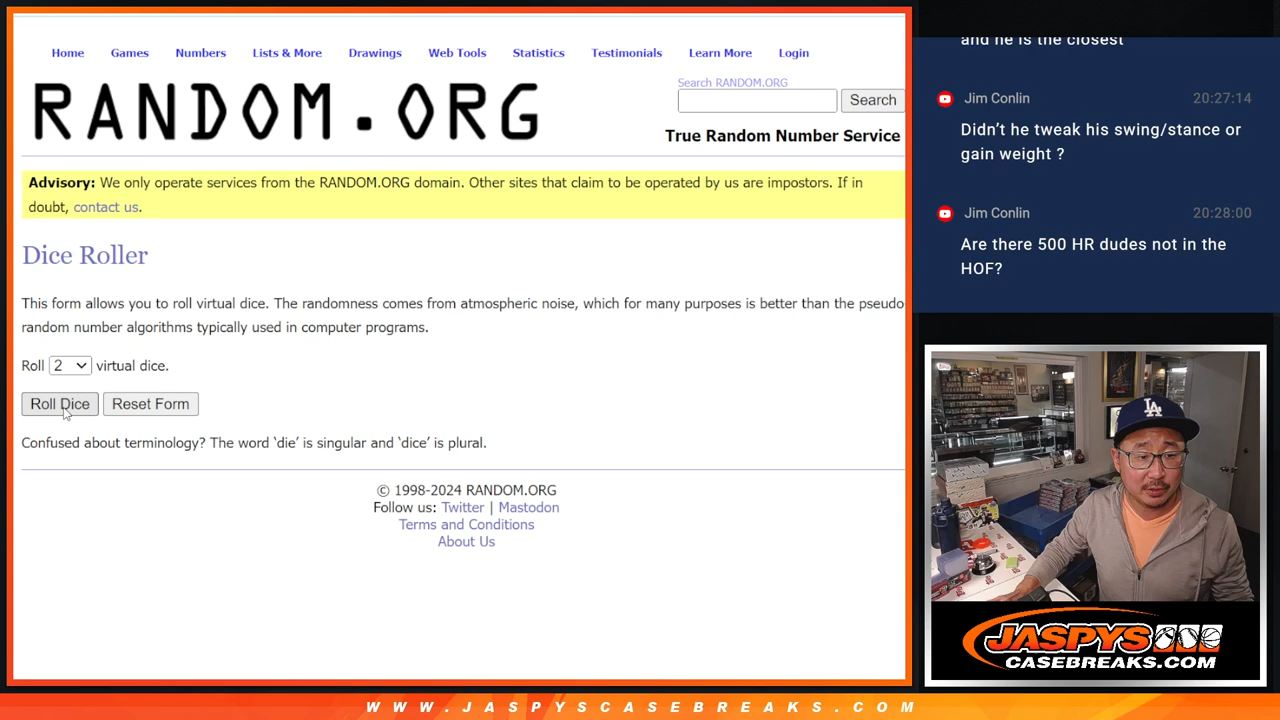 Home Games Numbers Lists & More Drawings Web Tools Statistics Testimonials Learn More Login
RANDOM.ORG
Search RANDOM.ORG
Search
True Random Number Service
Advisory: We only operate services from the RANDOM.ORG domain. Other sites that claim to be operated by us are impostors. If in
doubt, contact us.
Dice Roller
This form allows you to roll virtual dice. The randomness comes from atmospheric noise, which for many purposes is better than the pseudo-
random number algorithms typically used in computer programs.
Roll 2 virtual dice.
Roll Dice Reset Form
Confused about terminology? The word ‘die’ is singular and ‘dice’ is plural.
© 1998-2024 RANDOM.ORG
Follow us: Twitter | Mastodon
Terms and Conditions
About Us
and he is the closest
Jim Conlin 20:27:14
Didn’t he tweak his swing/stance or
gain weight ?
Jim Conlin 20:28:00
Are there 500 HR dudes not in the
HOF?
LA
JASPYS
CASEBREAKS.COM
WWW.JASPYSCASEBREAKS.COM